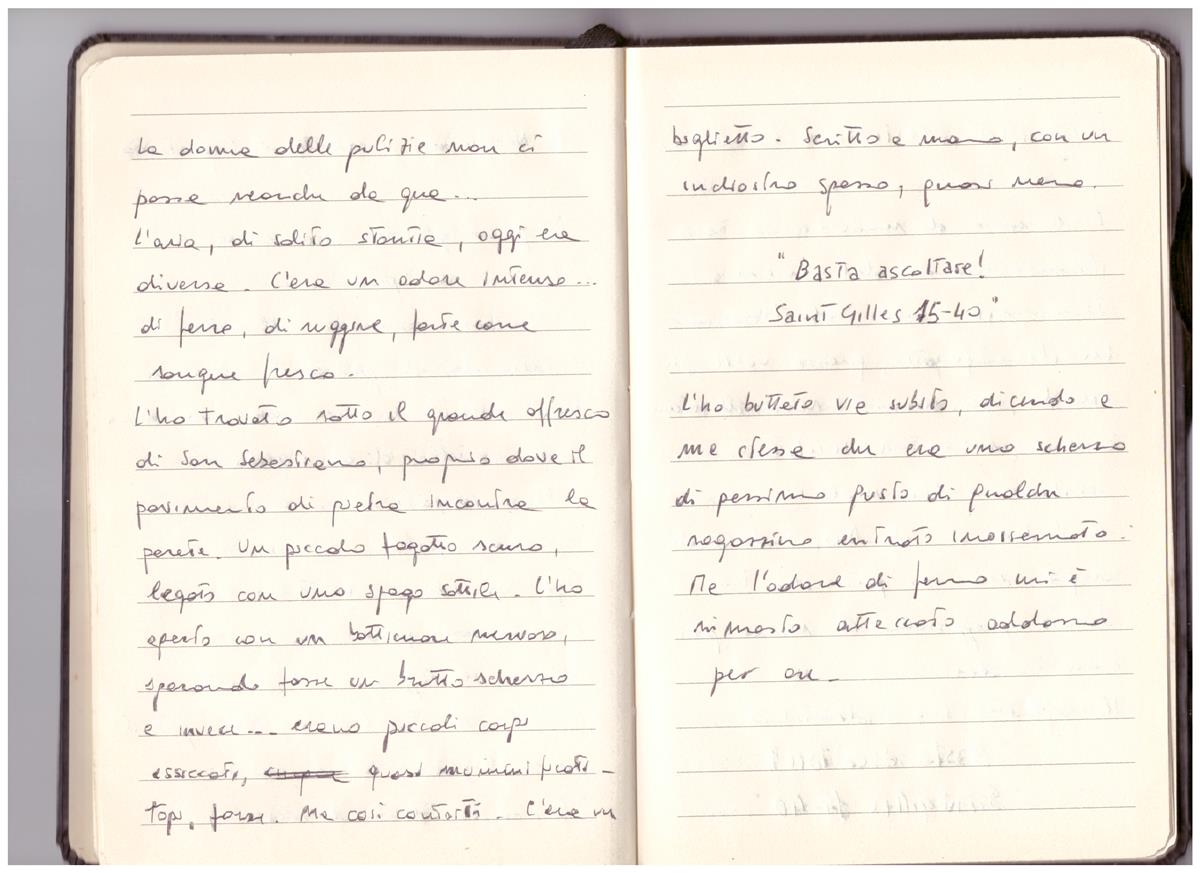 La donna delle pulizie non ci
passa neanche da qua...
L'aria, di solito stantia, oggi era
diversa. C'era un odore intenso...
di ferro, di ruggine, forte come
sangue fresco.
L'ho trovato sotto il grande affresco
di San Sebastiano, proprio dove il
pavimento di pietra incontra la
parete. Un piccolo fagotto scuro,
legato con uno spago sottile. L'ho
aperto con un batticuore nervoso,
sperando fosse un brutto scherzo
e invece... erano piccoli corpi
essiccati, quasi mummificati -
topi, forse. Ma così contorti. C'era un
biglietto. Scritto a mano, con un
inchiostro spesso, quasi nero.
"Basta ascoltare!
Saint Gilles 15-40"
L'ho buttato via subito, dicendo a
me stessa che era uno scherzo
di pessimo gusto di qualche
ragazzino entrato inosservato.
Ma l'odore di ferro mi è
rimasto attaccato addosso
per ore.